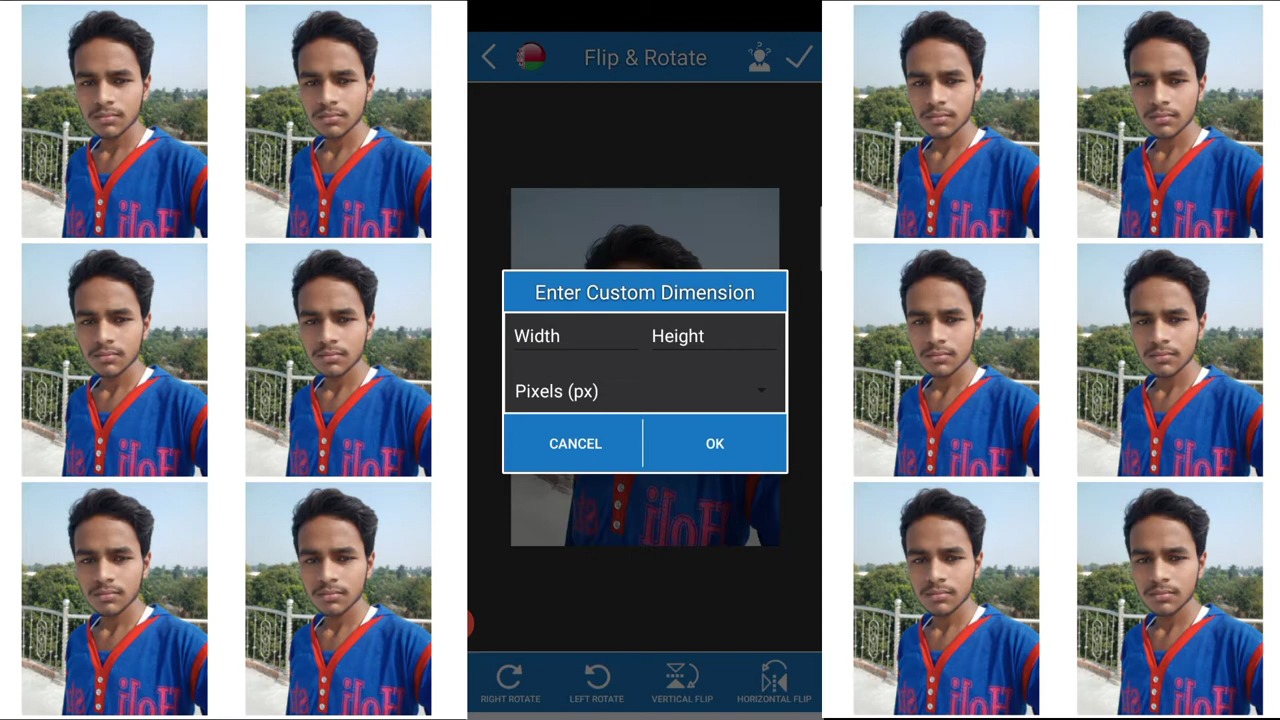 Flip & Rotate
Enter Custom Dimension
Width Height
Pixels (px)
CANCEL OK
RIGHT ROTATE LEFT ROTATE VERTICAL FLIP HORIZONTAL FLIP